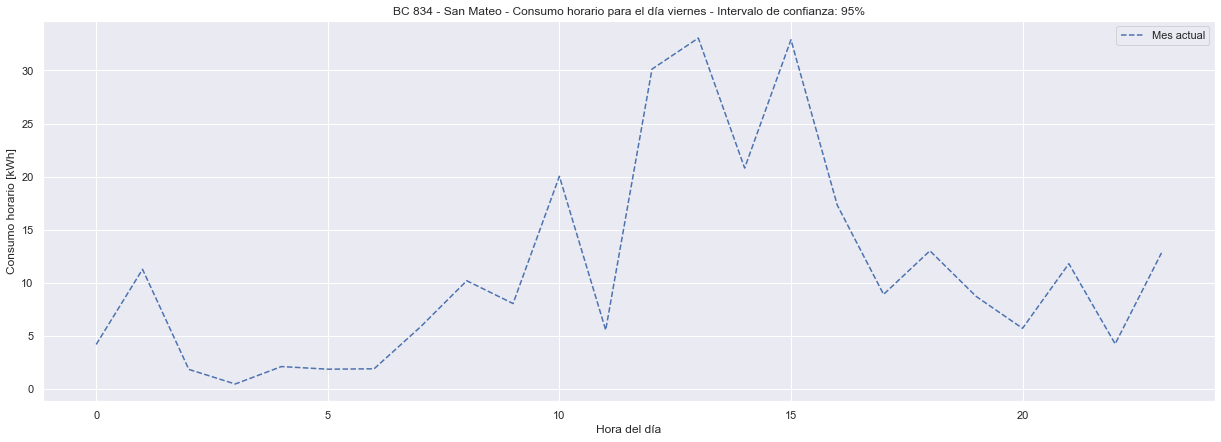 BC 834 - San Mateo - Consumo horario para el día viernes - Intervalo de confianza: 95%
Mes actual
Consumo horario [kWh]
30
25
20
15
10
5
0
0 5 10 15 20
Hora del día